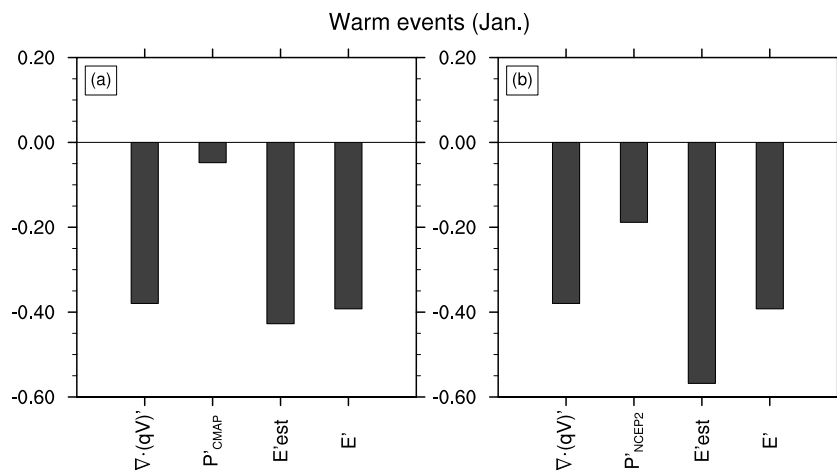 Warm events (Jan.)
(a)
0.20
0.00
-0.20
-0.40
-0.60
∇·(qV)'
P'CMAP
E'est
E'
(b)
0.20
0.00
-0.20
-0.40
-0.60
∇·(qV)'
P'NCEP2
E'est
E'